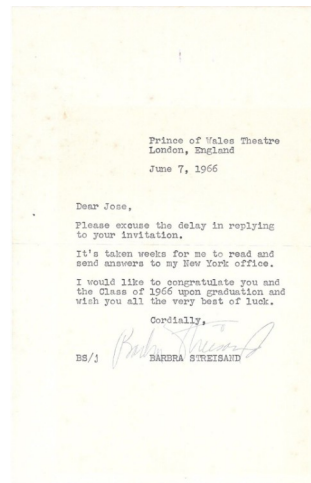 Prince of Wales Theatre
London, England
June 7, 1966
Dear Jose,
Please excuse the delay in replying
to your invitation.
It's taken weeks for me to read and
send answers to my New York office.
I would like to congratulate you and
the Class of 1966 upon graduation and
wish you all the very best of luck.
Cordially,
Barbra Streisand
BS/j BARBRA STREISAND